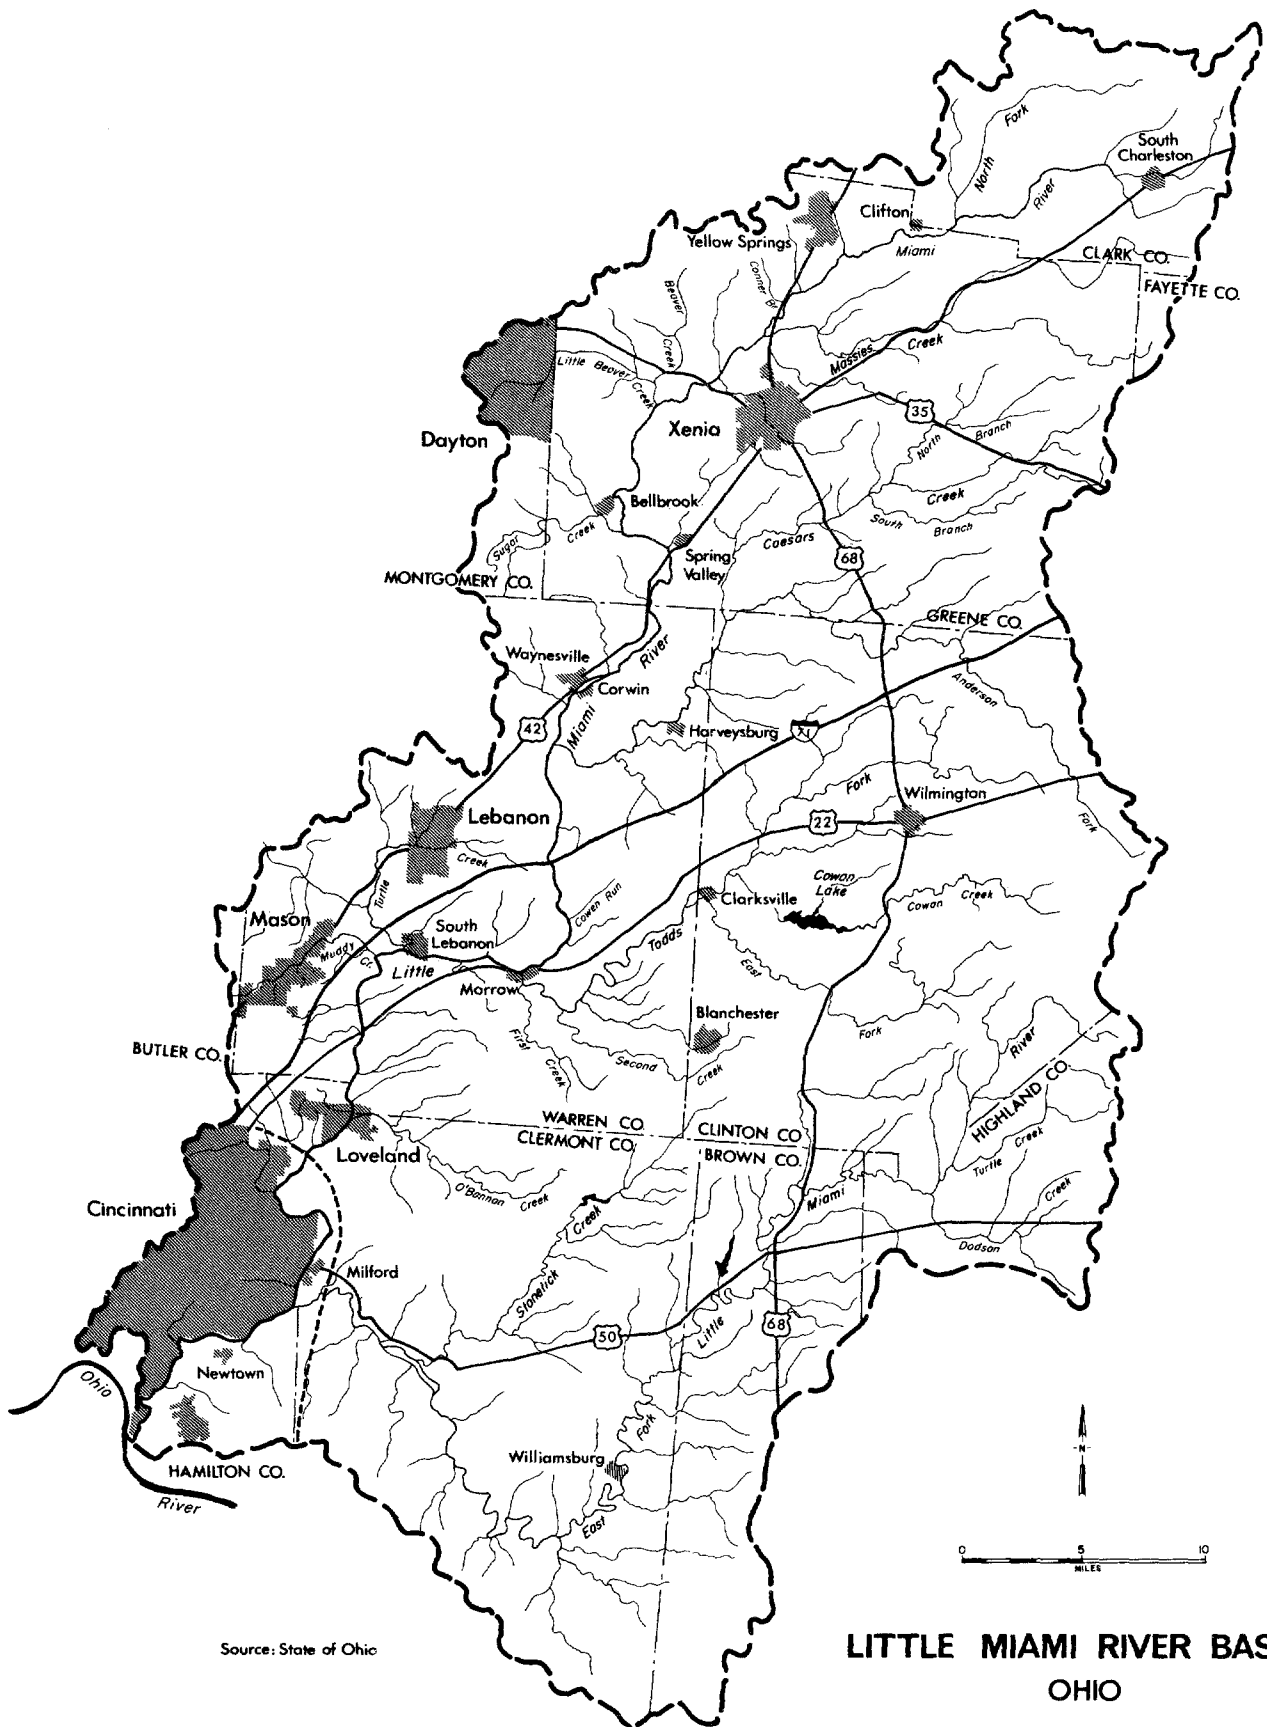 Fork
South
Charleston
North
River
Clifton
Yellow Springs
Miami
CLARK CO.
FAYETTE CO.
Conner Br
Beaver
Creek
Massies Creek
Little Beaver Creek
35
Xenia
Dayton
North Branch
Creek
South Branch
Bellbrook
Sugar Creek
Caesars
Spring
Valley
68
MONTGOMERY CO.
GREENE CO.
Waynesville
River
Corwin
Anderson
42
Miami
Harveysburg
71
Fork
Wilmington
Lebanon
22
Fork
Creek
Turtle
Cowan
Lake
Clarksville
Cowan Creek
Cowen Run
Mason
South
Lebanon
Todds
Muddy Cr.
Little
East
Morrow
Blanchester
Fork
River
First
Creek
Second
Creek
BUTLER CO.
HIGHLAND CO.
WARREN CO.
CLINTON CO
CLERMONT CO.
BROWN CO.
Loveland
Turtle Creek
O'Bannon Creek
Miami
Creek
Cincinnati
Creek
Dodson
Milford
Stonelick
50
Little
68
Newtown
Ohio
Fork
N
Williamsburg
HAMILTON CO.
River
East
0 5 10
MILES
Source: State of Ohio
LITTLE MIAMI RIVER BAS
OHIO